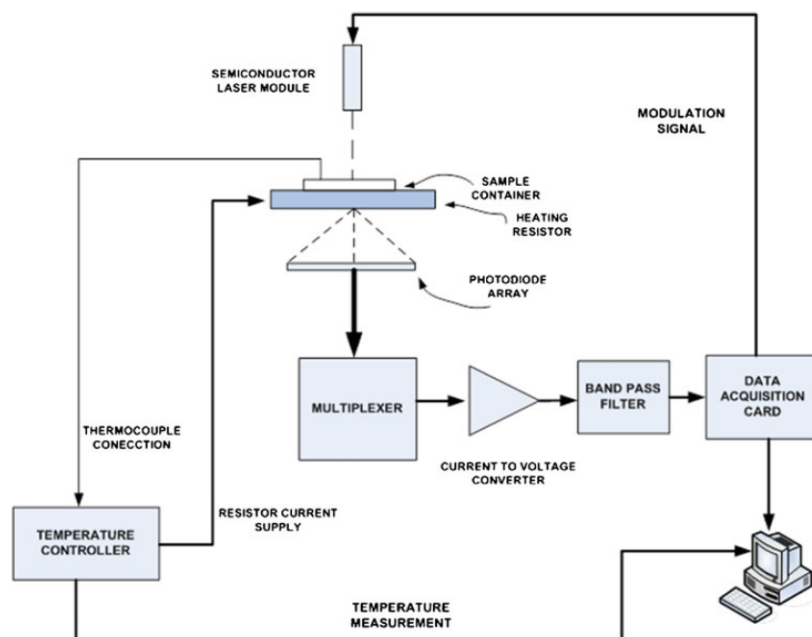 SEMICONDUCTOR
LASER MODULE
MODULATION
SIGNAL
SAMPLE
CONTAINER
HEATING
RESISTOR
PHOTODIODE
ARRAY
MULTIPLEXER
BAND PASS
FILTER
DATA
ACQUISITION
CARD
THERMOCOUPLE
CONECCTION
CURRENT TO VOLTAGE
CONVERTER
RESISTOR CURRENT
SUPPLY
TEMPERATURE
CONTROLLER
TEMPERATURE
MEASUREMENT